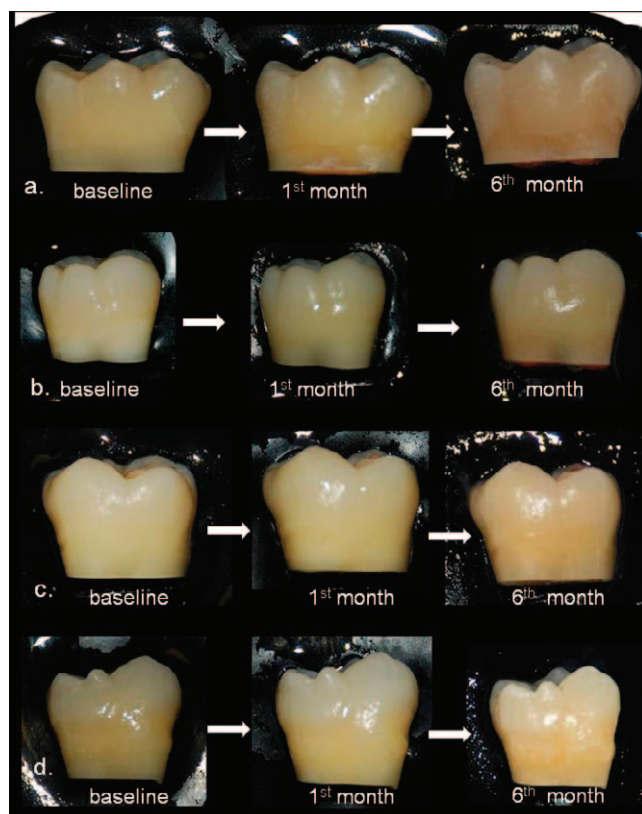 a. baseline 1st month 6th month
b. baseline 1st month 6th month
c. baseline 1st month 6th month
d. baseline 1st month 6th month